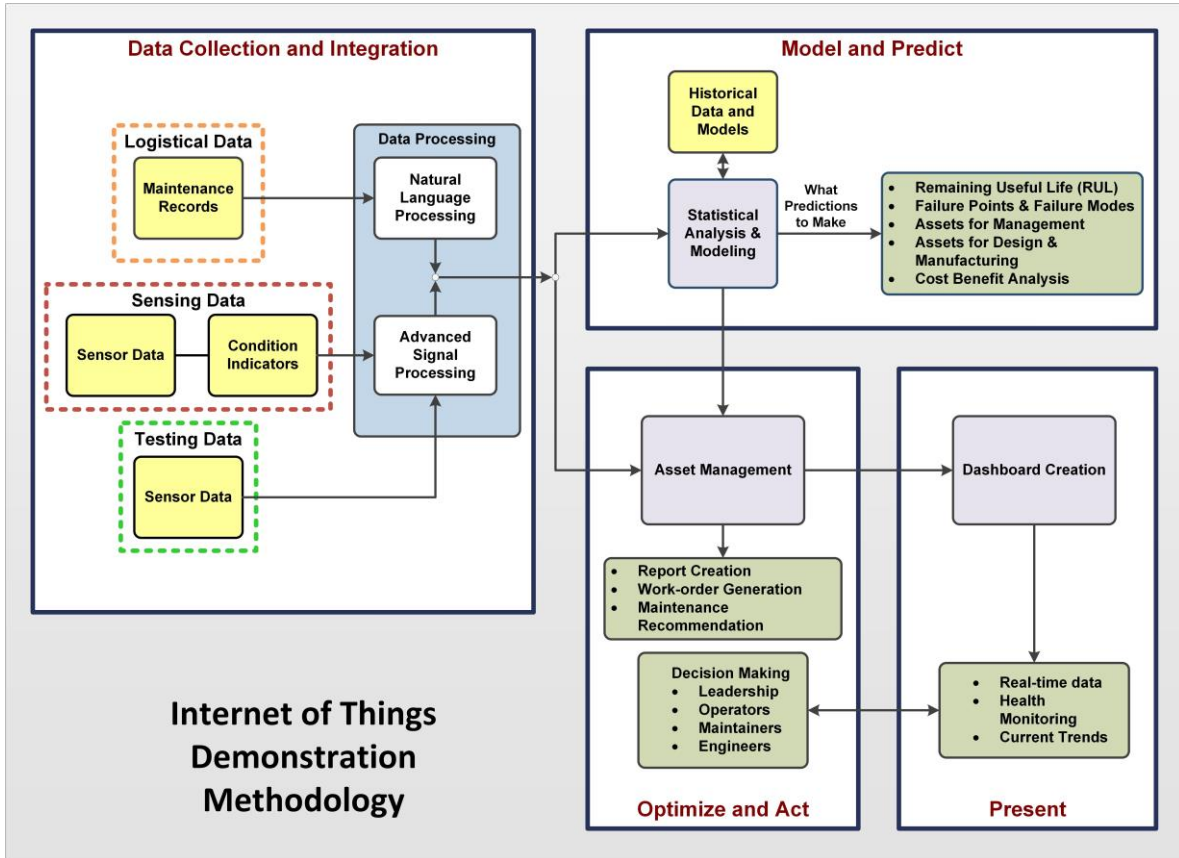 Data Collection and Integration
Logistical Data
Maintenance
Records
Sensing Data
Sensor Data
Condition
Indicators
Testing Data
Sensor Data
Data Processing
Natural
Language
Processing
Advanced
Signal
Processing
Model and Predict
Historical
Data and
Models
Statistical
Analysis &
Modeling
What
Predictions
to Make
• Remaining Useful Life (RUL)
• Failure Points & Failure Modes
• Assets for Management
• Assets for Design &
Manufacturing
• Cost Benefit Analysis
Asset Management
• Report Creation
• Work-order Generation
• Maintenance
Recommendation
Decision Making
• Leadership
• Operators
• Maintainers
• Engineers
Optimize and Act
Dashboard Creation
• Real-time data
• Health
Monitoring
• Current Trends
Present
Internet of Things
Demonstration
Methodology